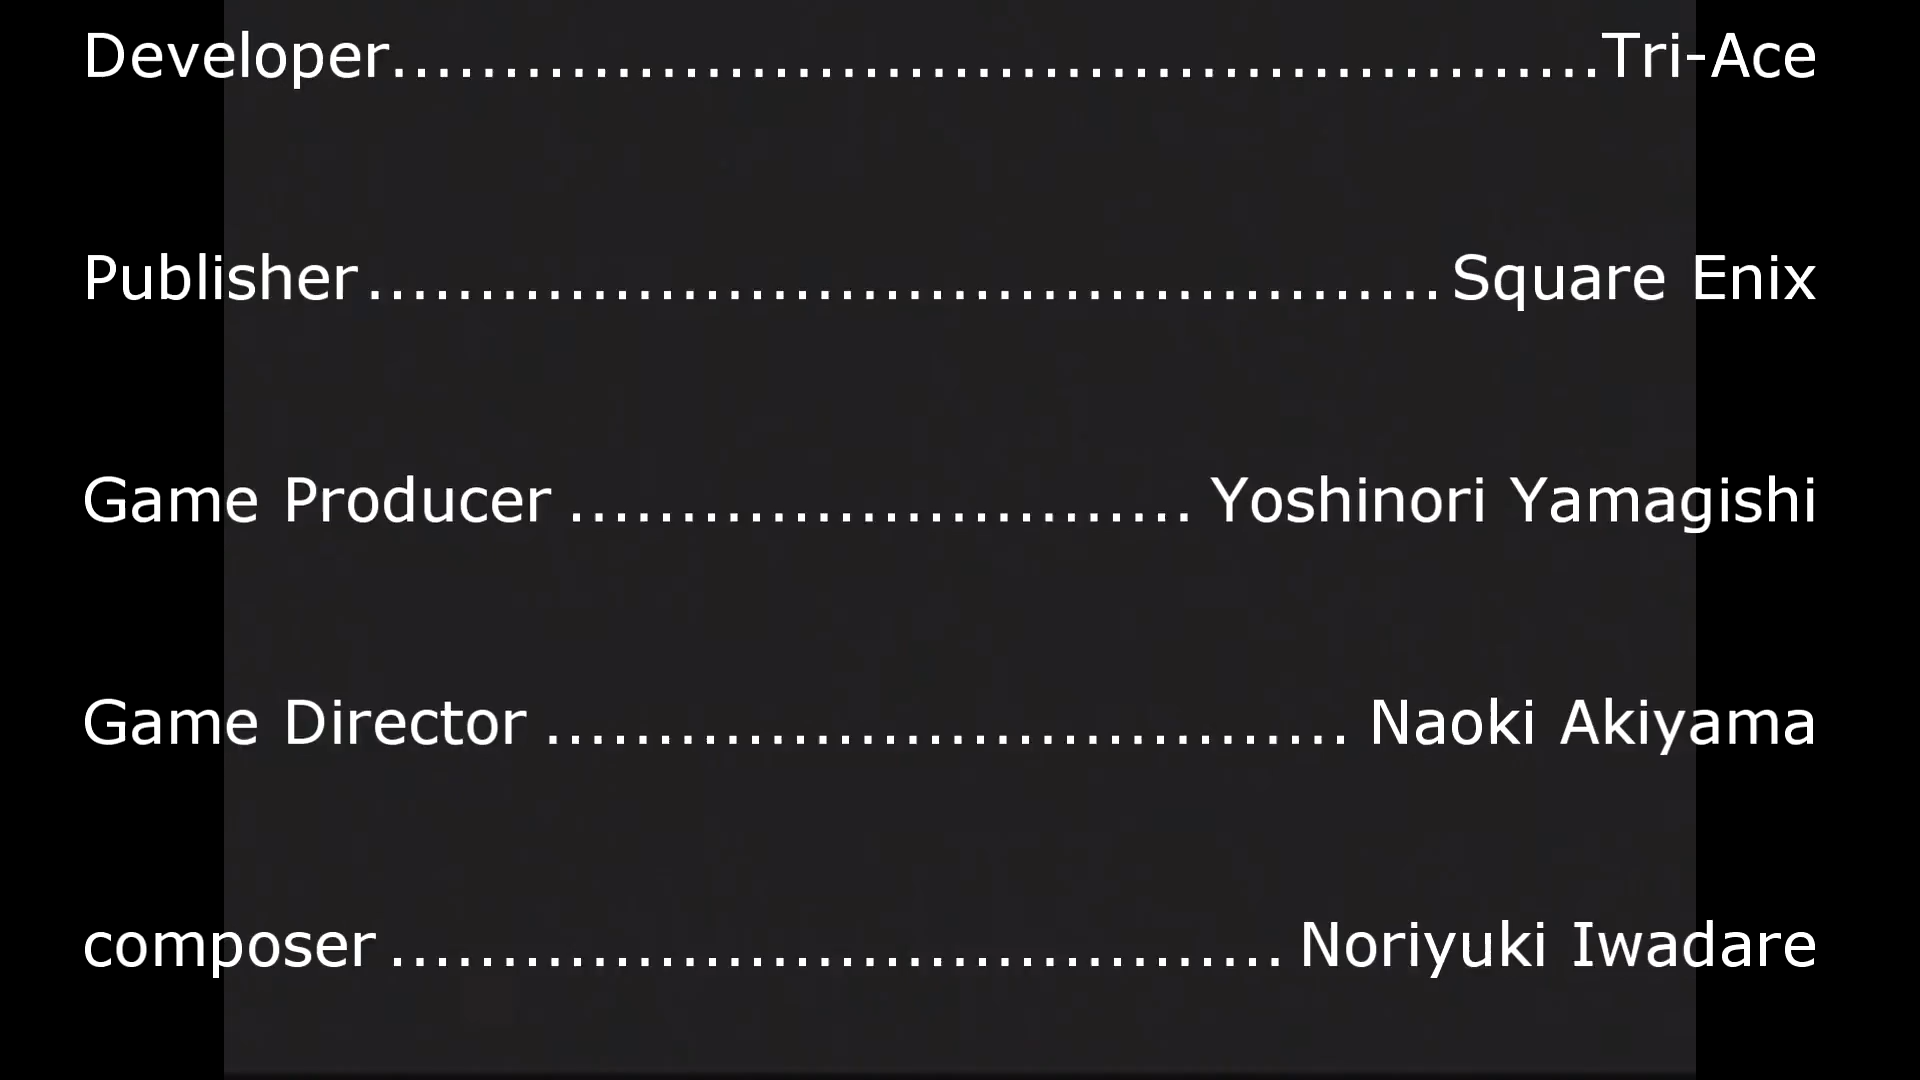 Developer......................................................Tri-Ace
Publisher................................................Square Enix
Game Producer ............................ Yoshinori Yamagishi
Game Director .................................... Naoki Akiyama
composer ........................................ Noriyuki Iwadare